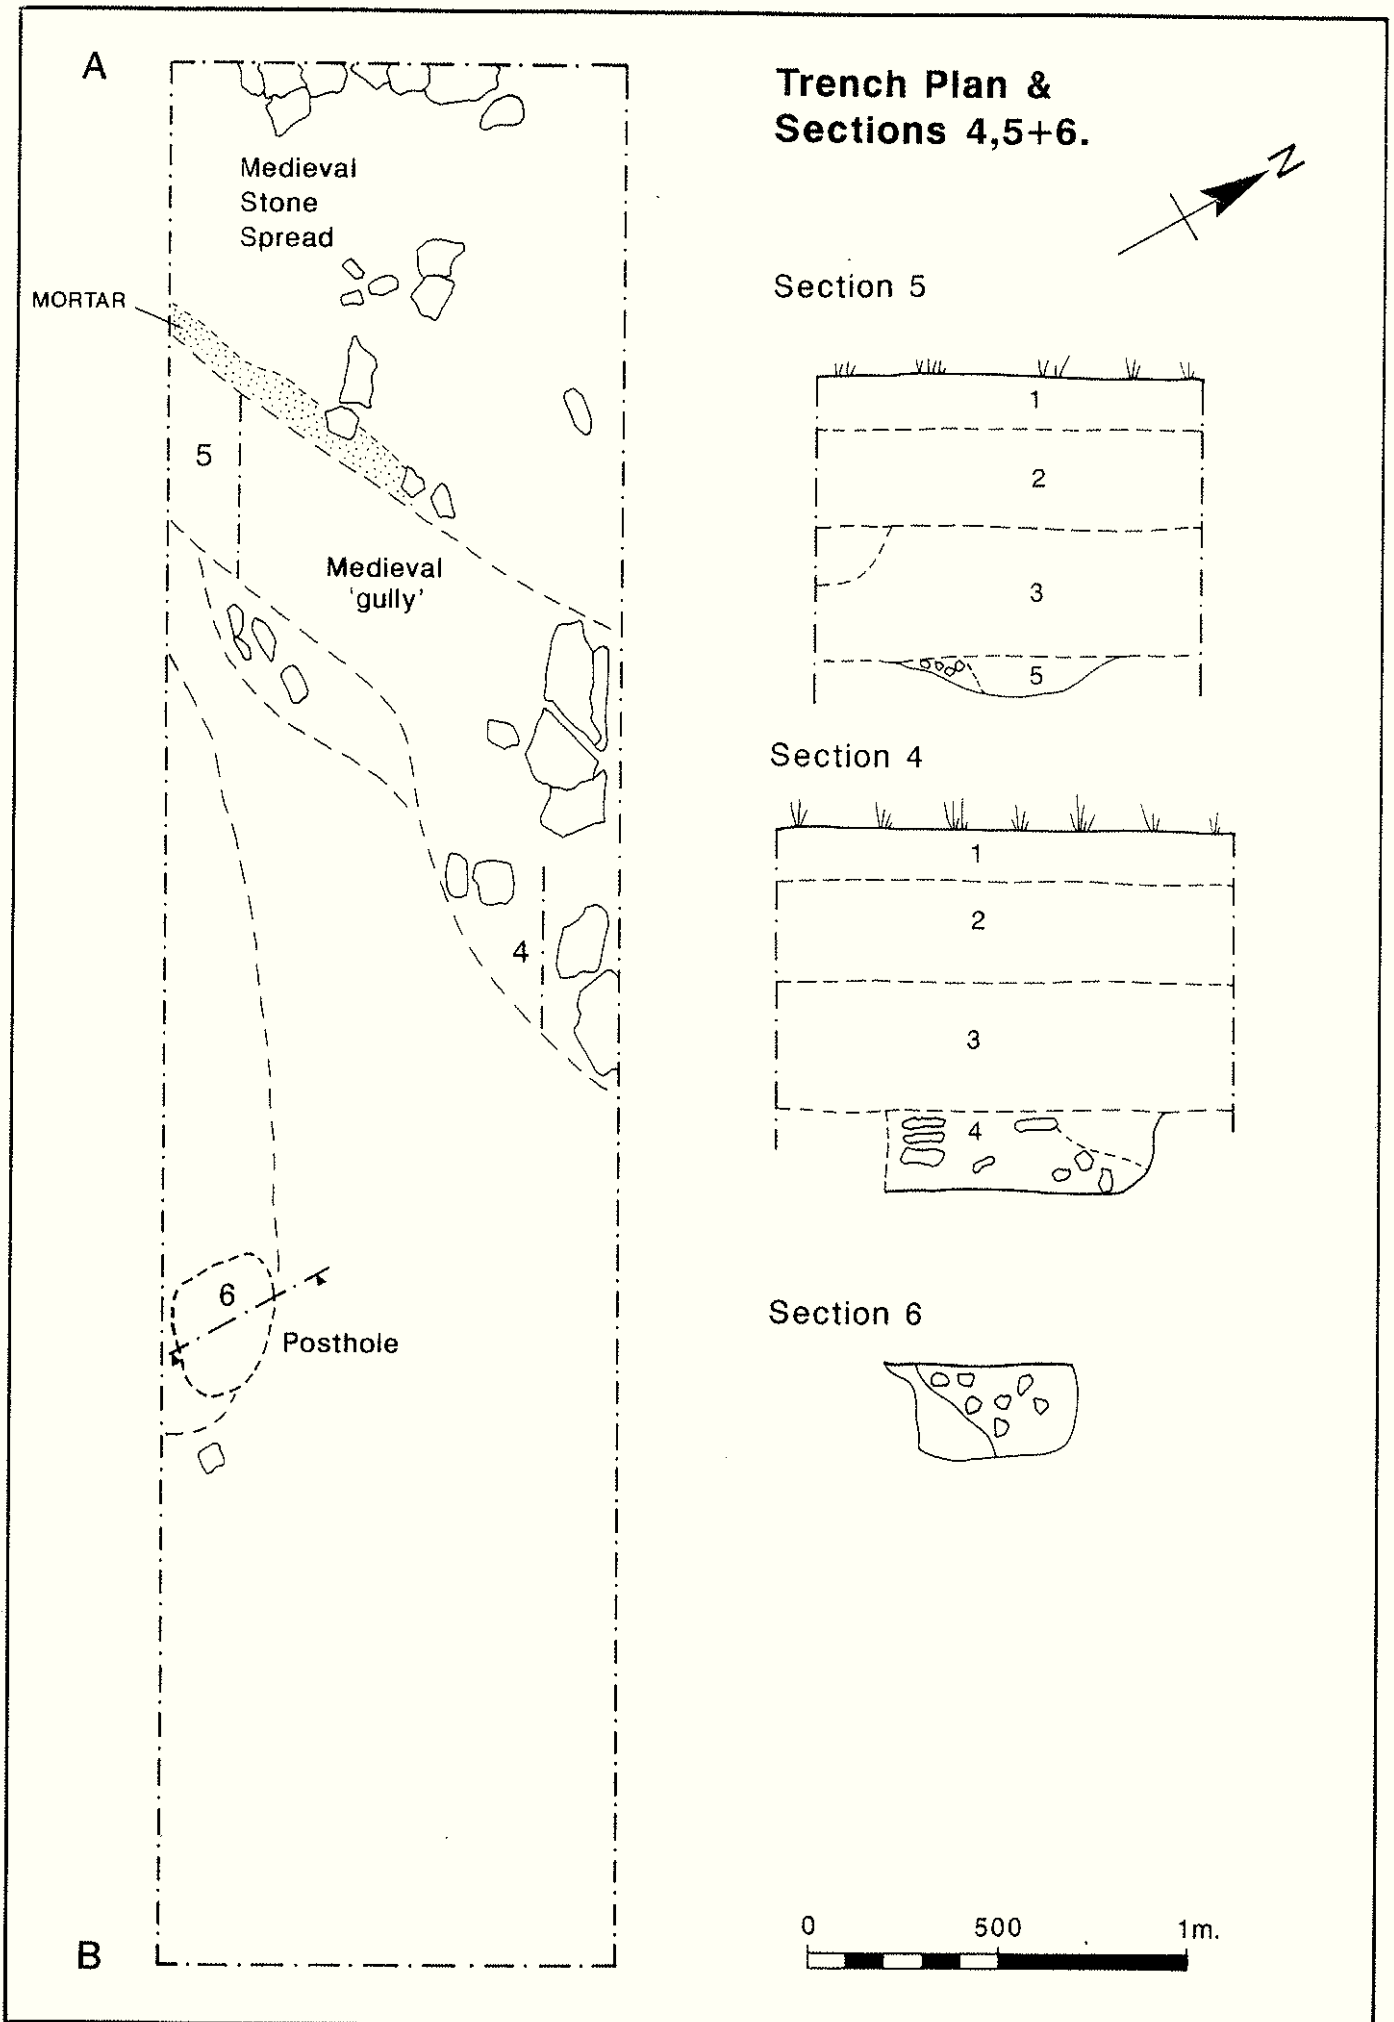 A
Trench Plan &
Sections 4,5+6.
N
Medieval
Stone
Spread
MORTAR
5
Medieval
'gully'
4
6
Posthole
B
Section 5
1
2
3
5
Section 4
1
2
3
4
Section 6
0 500 1m.